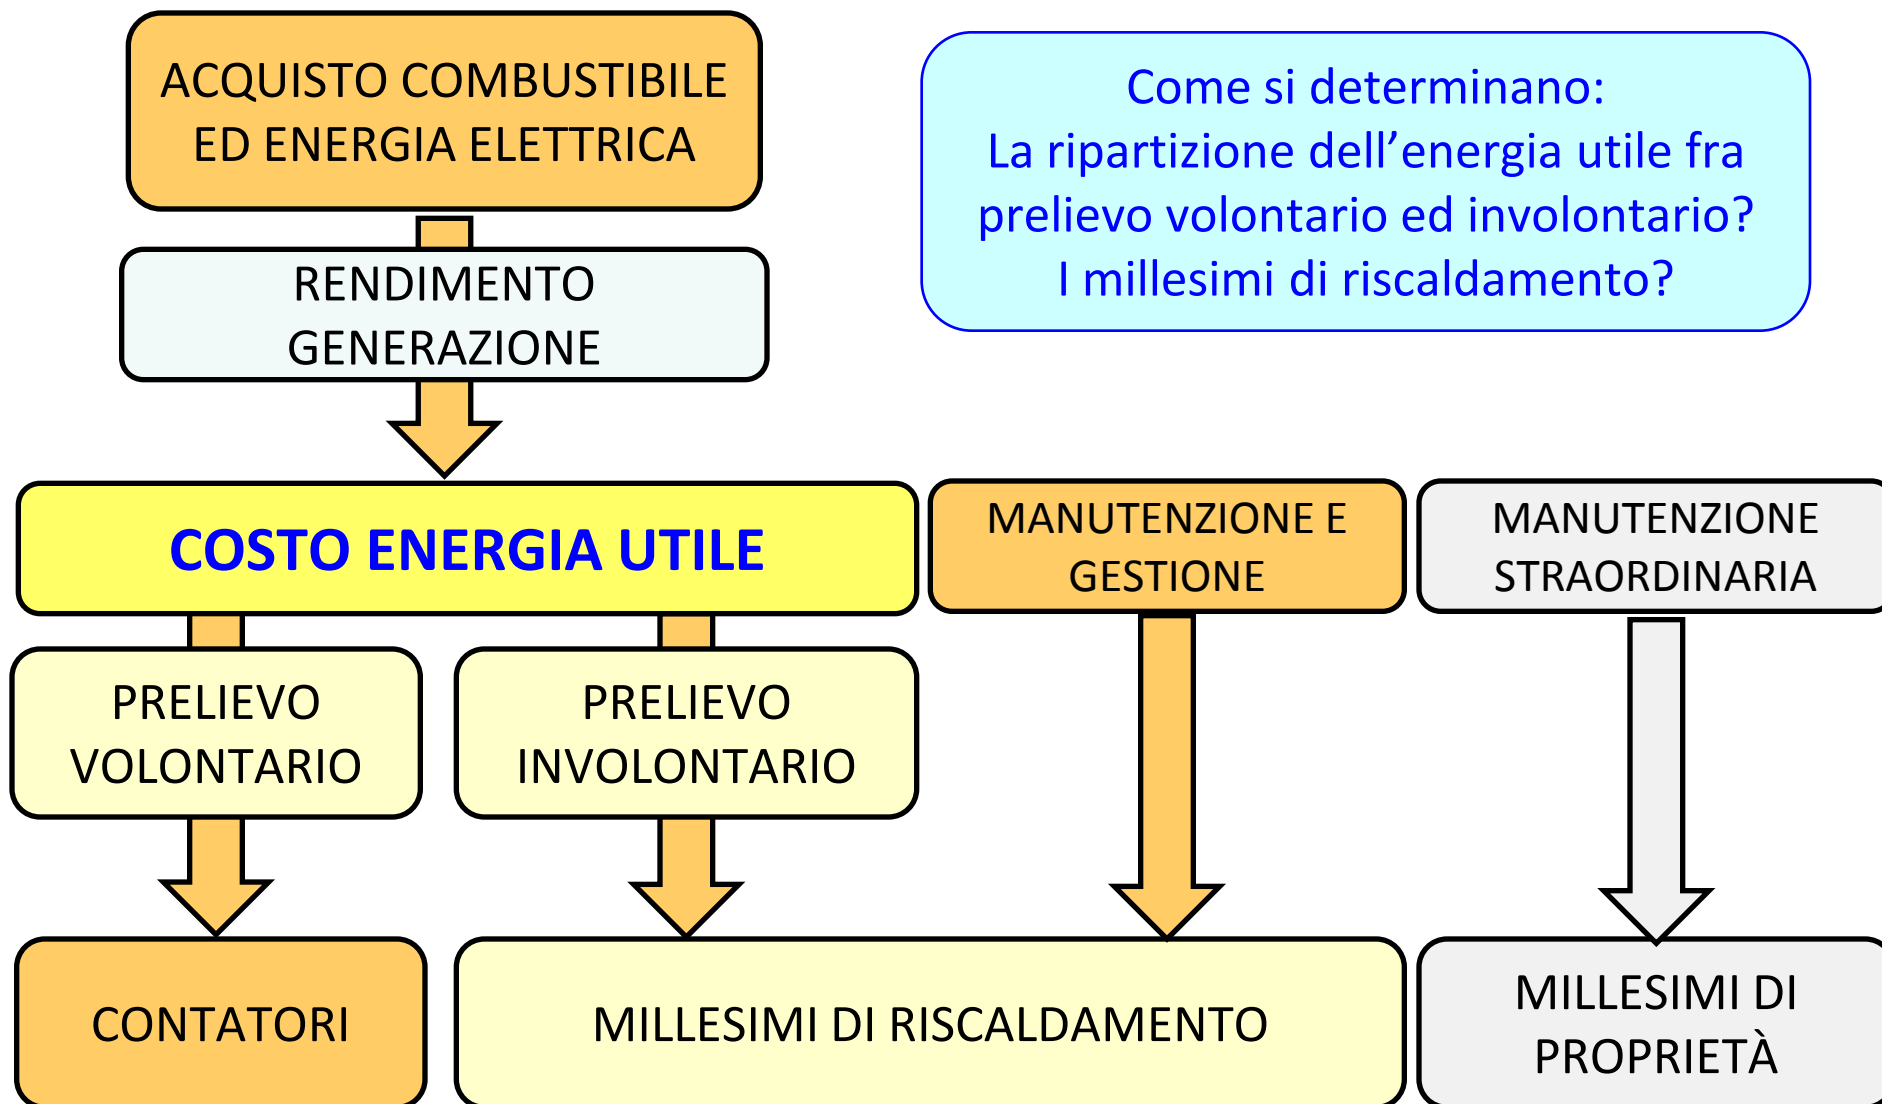 ACQUISTO COMBUSTIBILE
ED ENERGIA ELETTRICA
Come si determinano:
La ripartizione dell’energia utile fra
prelievo volontario ed involontario?
I millesimi di riscaldamento?
RENDIMENTO
GENERAZIONE
COSTO ENERGIA UTILE
MANUTENZIONE E
GESTIONE
MANUTENZIONE
STRAORDINARIA
PRELIEVO
VOLONTARIO
PRELIEVO
INVOLONTARIO
CONTATORI
MILLESIMI DI RISCALDAMENTO
MILLESIMI DI
PROPRIETÀ